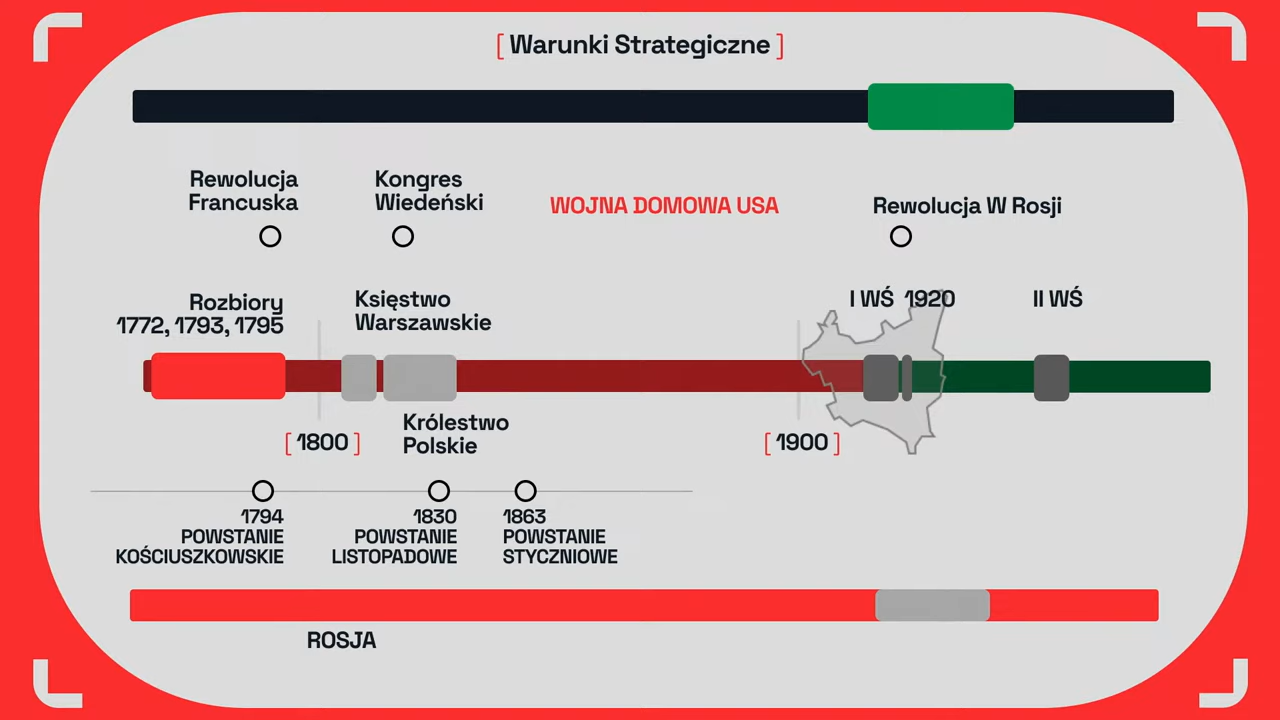 [ Warunki Strategiczne ]
Rewolucja
Francuska
Kongres
Wiedeński
WOJNA DOMOWA USA
Rewolucja W Rosji
Rozbiory
1772, 1793, 1795
Księstwo
Warszawskie
I WŚ 1920
II WŚ
Królestwo
Polskie
[ 1800 ]
[ 1900 ]
1794
POWSTANIE
KOŚCIUSZKOWSKIE
1830
POWSTANIE
LISTOPADOWE
1863
POWSTANIE
STYCZNIOWE
ROSJA